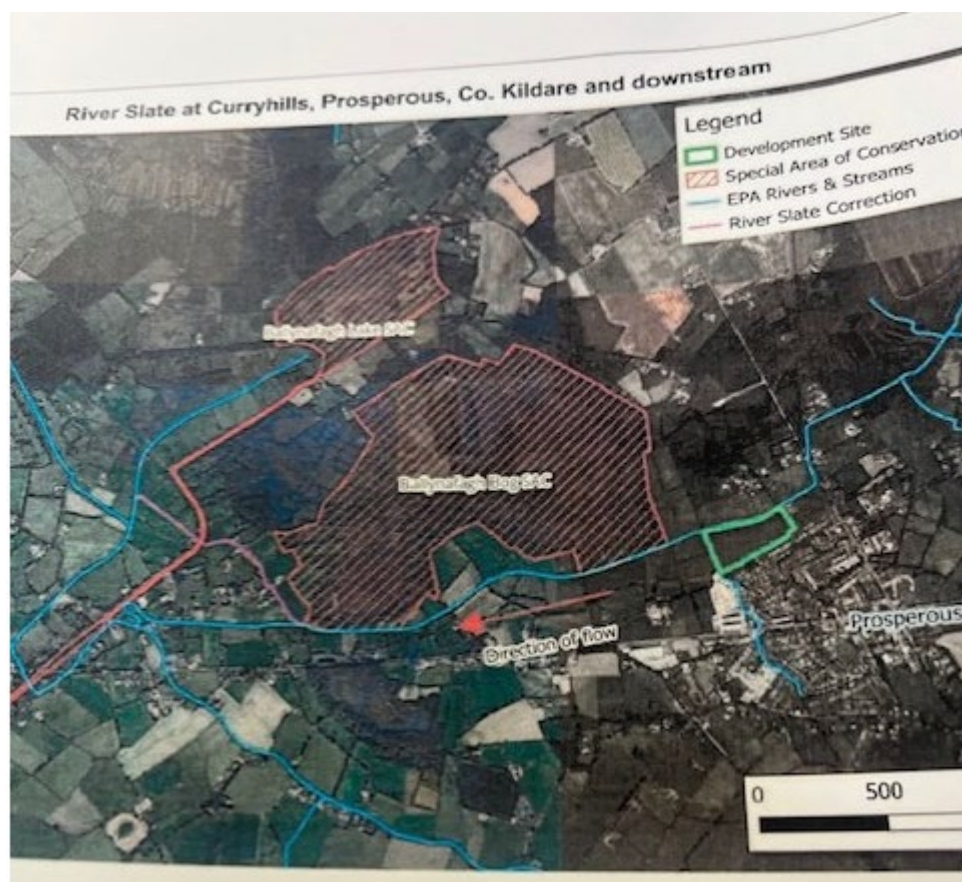 River Slate at Curryhills, Prosperous, Co. Kildare and downstream
Legend
Development Site
Special Area of Conservation
EPA Rivers & Streams
River Slate Correction
Ballynafagh Lake SAC
Ballynafagh Bog SAC
Direction of flow
Prosperous
0 500